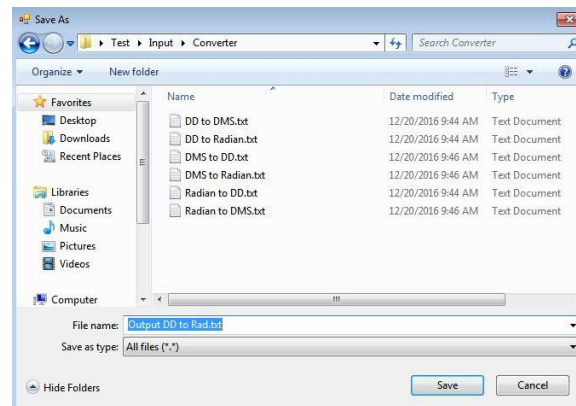 Save As
Test Input Converter Search Converter
Organize New folder
Name Date modified Type
Favorites
Desktop
Downloads
Recent Places
Libraries
Documents
Music
Pictures
Videos
Computer
DD to DMS.txt 12/20/2016 9:44 AM Text Document
DD to Radian.txt 12/20/2016 9:44 AM Text Document
DMS to DD.txt 12/20/2016 9:46 AM Text Document
DMS to Radian.txt 12/20/2016 9:46 AM Text Document
Radian to DD.txt 12/20/2016 9:44 AM Text Document
Radian to DMS.txt 12/20/2016 9:46 AM Text Document
File name: Output DD to Rad.txt
Save as type: All files (*.*)
Hide Folders Save Cancel